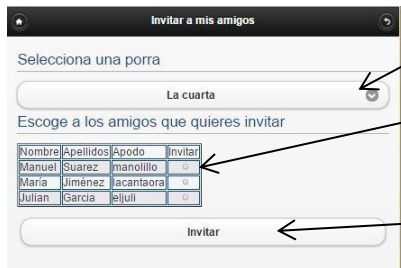 Invitar a mis amigos
Selecciona una porra
La cuarta
Escoge a los amigos que quieres invitar
Nombre Apellidos Apodo Invitar
Manuel Suarez manolillo
María Jiménez lacantaora
Julian Garcia eljuli
Invitar